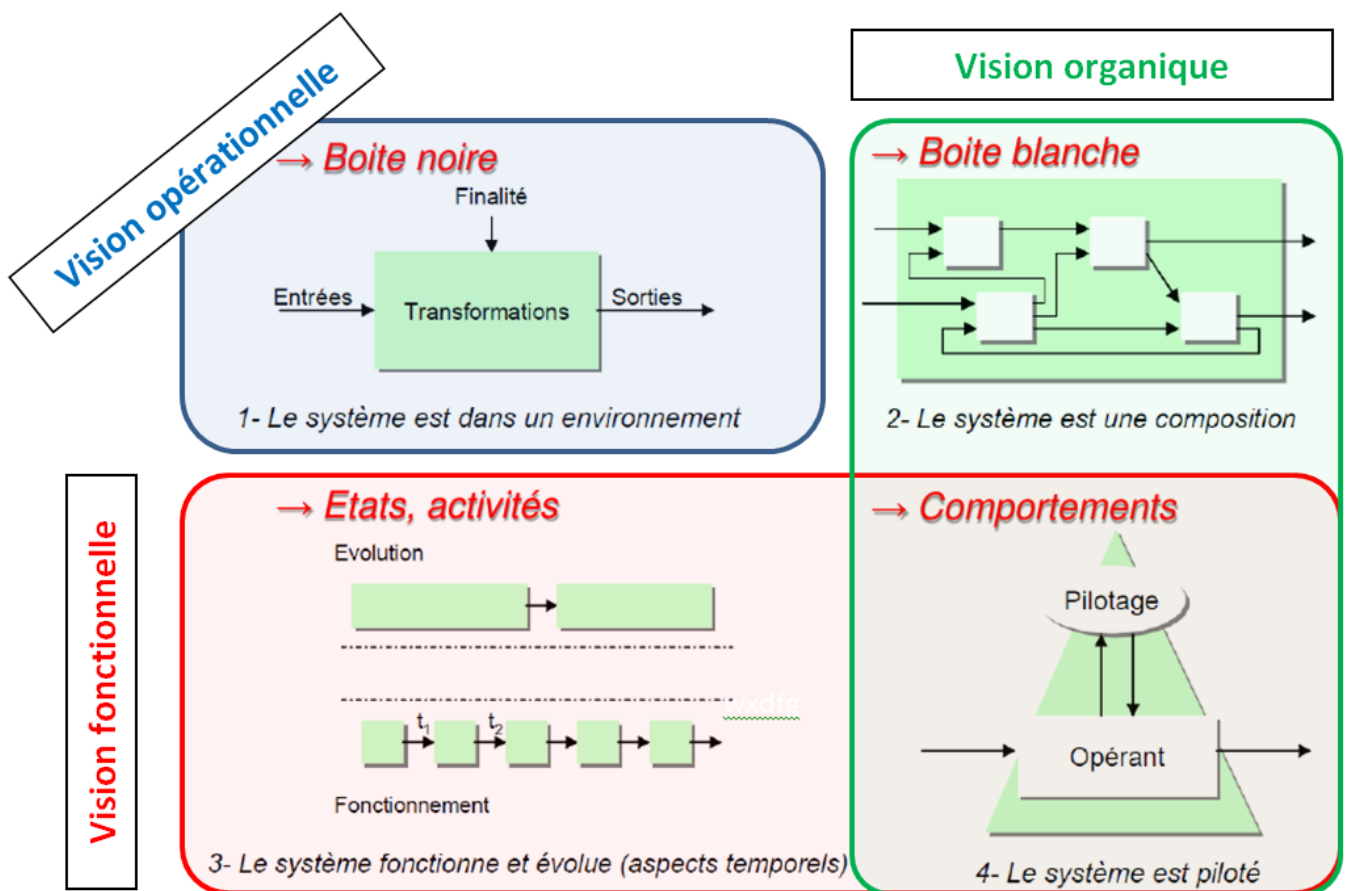 Vision opérationnelle
Vision organique
→ Boite noire
Finalité
Entrées
Transformations
Sorties
1- Le système est dans un environnement
→ Boite blanche
2- Le système est une composition
Vision fonctionnelle
→ Etats, activités
Evolution
wxdfg
t1
t2
Fonctionnement
3- Le système fonctionne et évolue (aspects temporels)
→ Comportements
Pilotage
Opérant
4- Le système est piloté